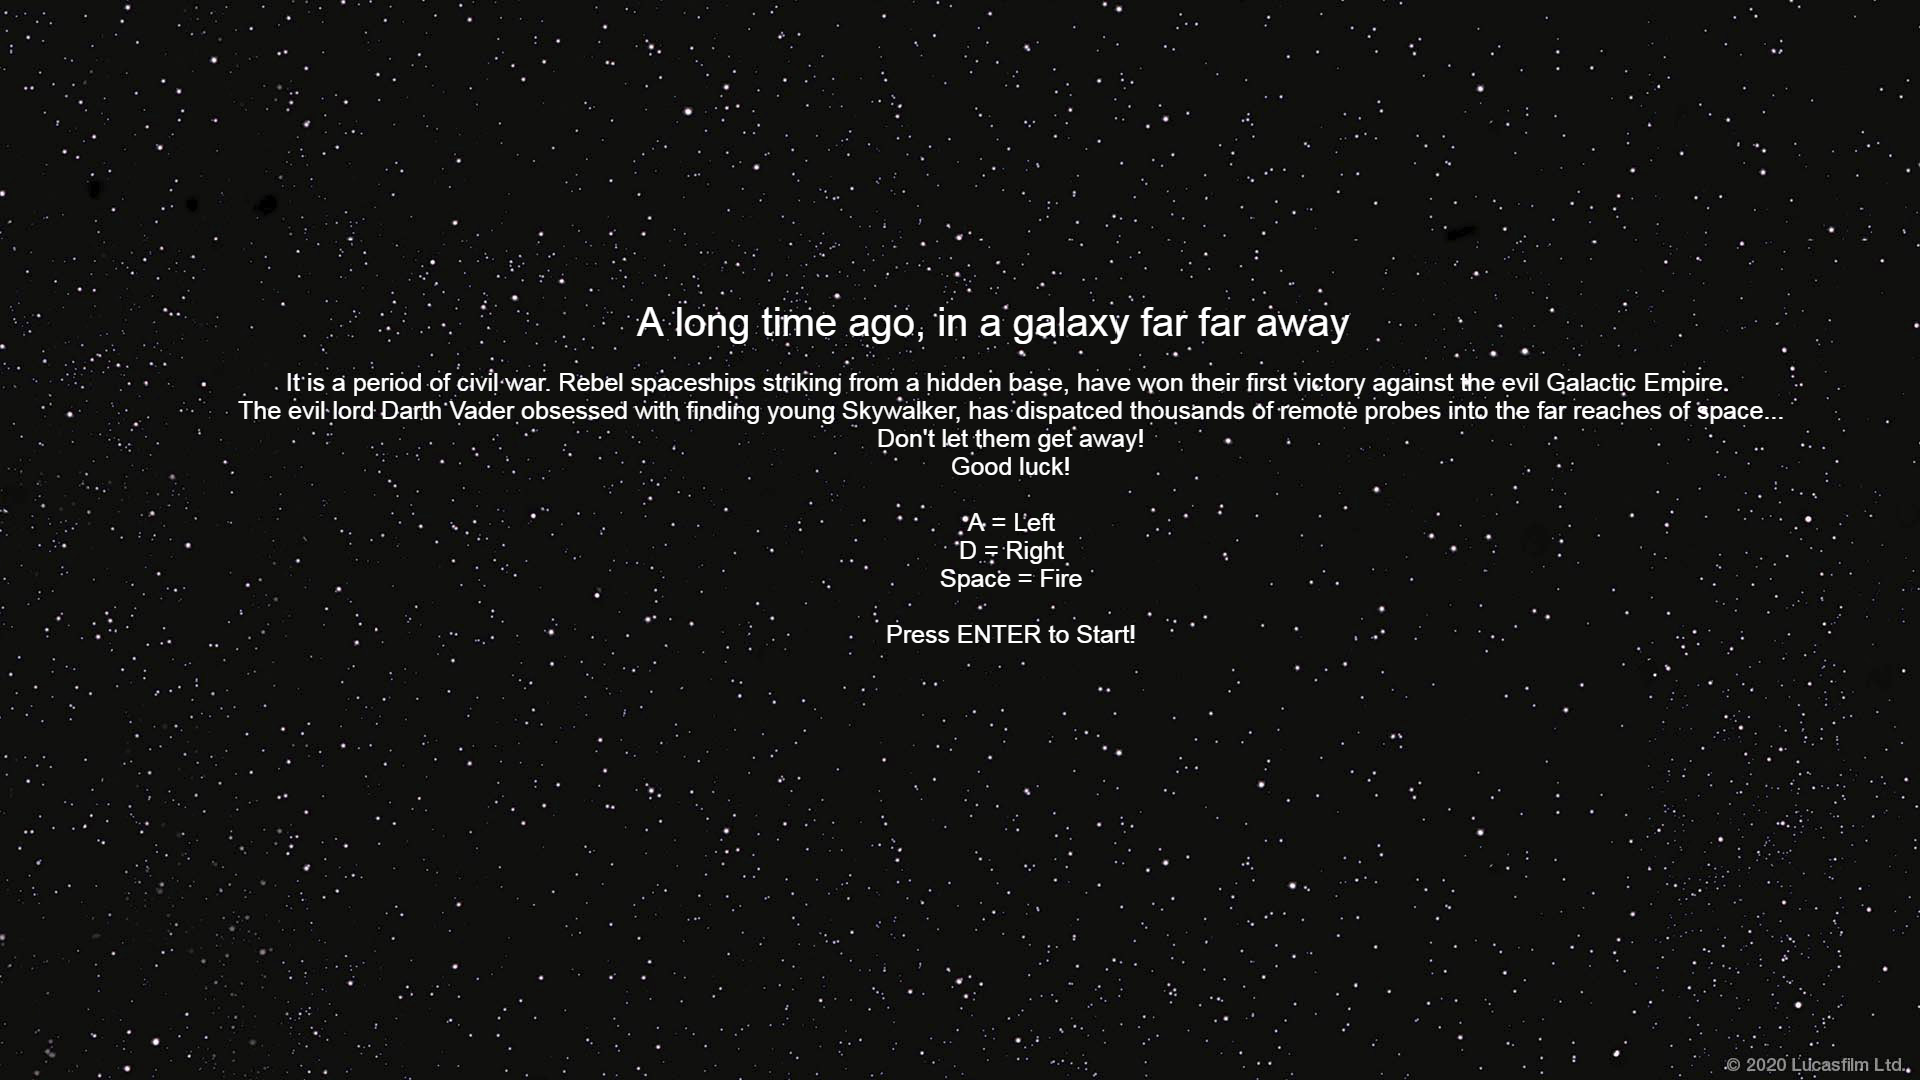 A long time ago, in a galaxy far far away
It is a period of civil war. Rebel spaceships striking from a hidden base, have won their first victory against the evil Galactic Empire.
The evil lord Darth Vader obsessed with finding young Skywalker, has dispatced thousands of remote probes into the far reaches of space...
Don't let them get away!
Good luck!
A = Left
D = Right
Space = Fire
Press ENTER to Start!
© 2020 Lucasfilm Ltd.